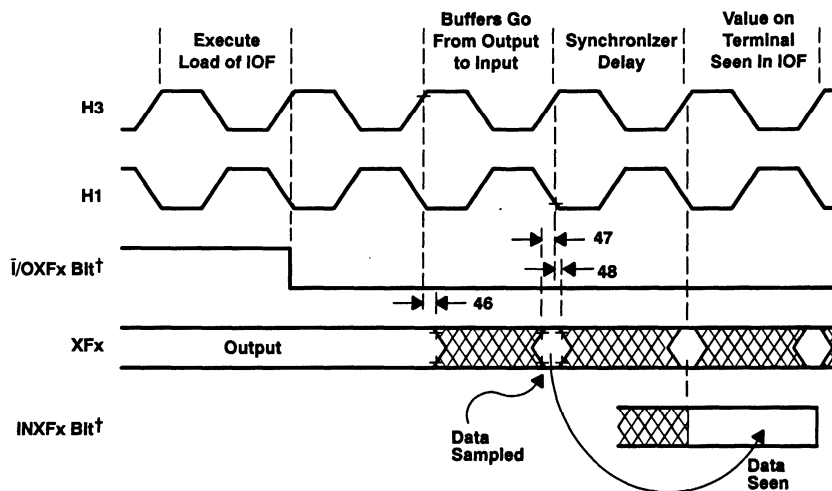 Execute
Load of IOF
Buffers Go
From Output
to Input
Synchronizer
Delay
Value on
Terminal
Seen In IOF
H3
H1
47
Ī/OXFx Bit†
48
46
XFx
Output
Data
Sampled
INXFx Bit†
Data
Seen